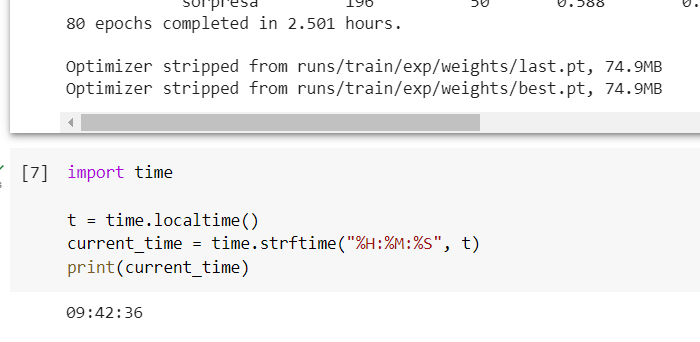 sorpresa 196 50 0.588 0.
80 epochs completed in 2.501 hours.
Optimizer stripped from runs/train/exp/weights/last.pt, 74.9MB
Optimizer stripped from runs/train/exp/weights/best.pt, 74.9MB
[7] import time
t = time.localtime()
current_time = time.strftime("%H:%M:%S", t)
print(current_time)
09:42:36